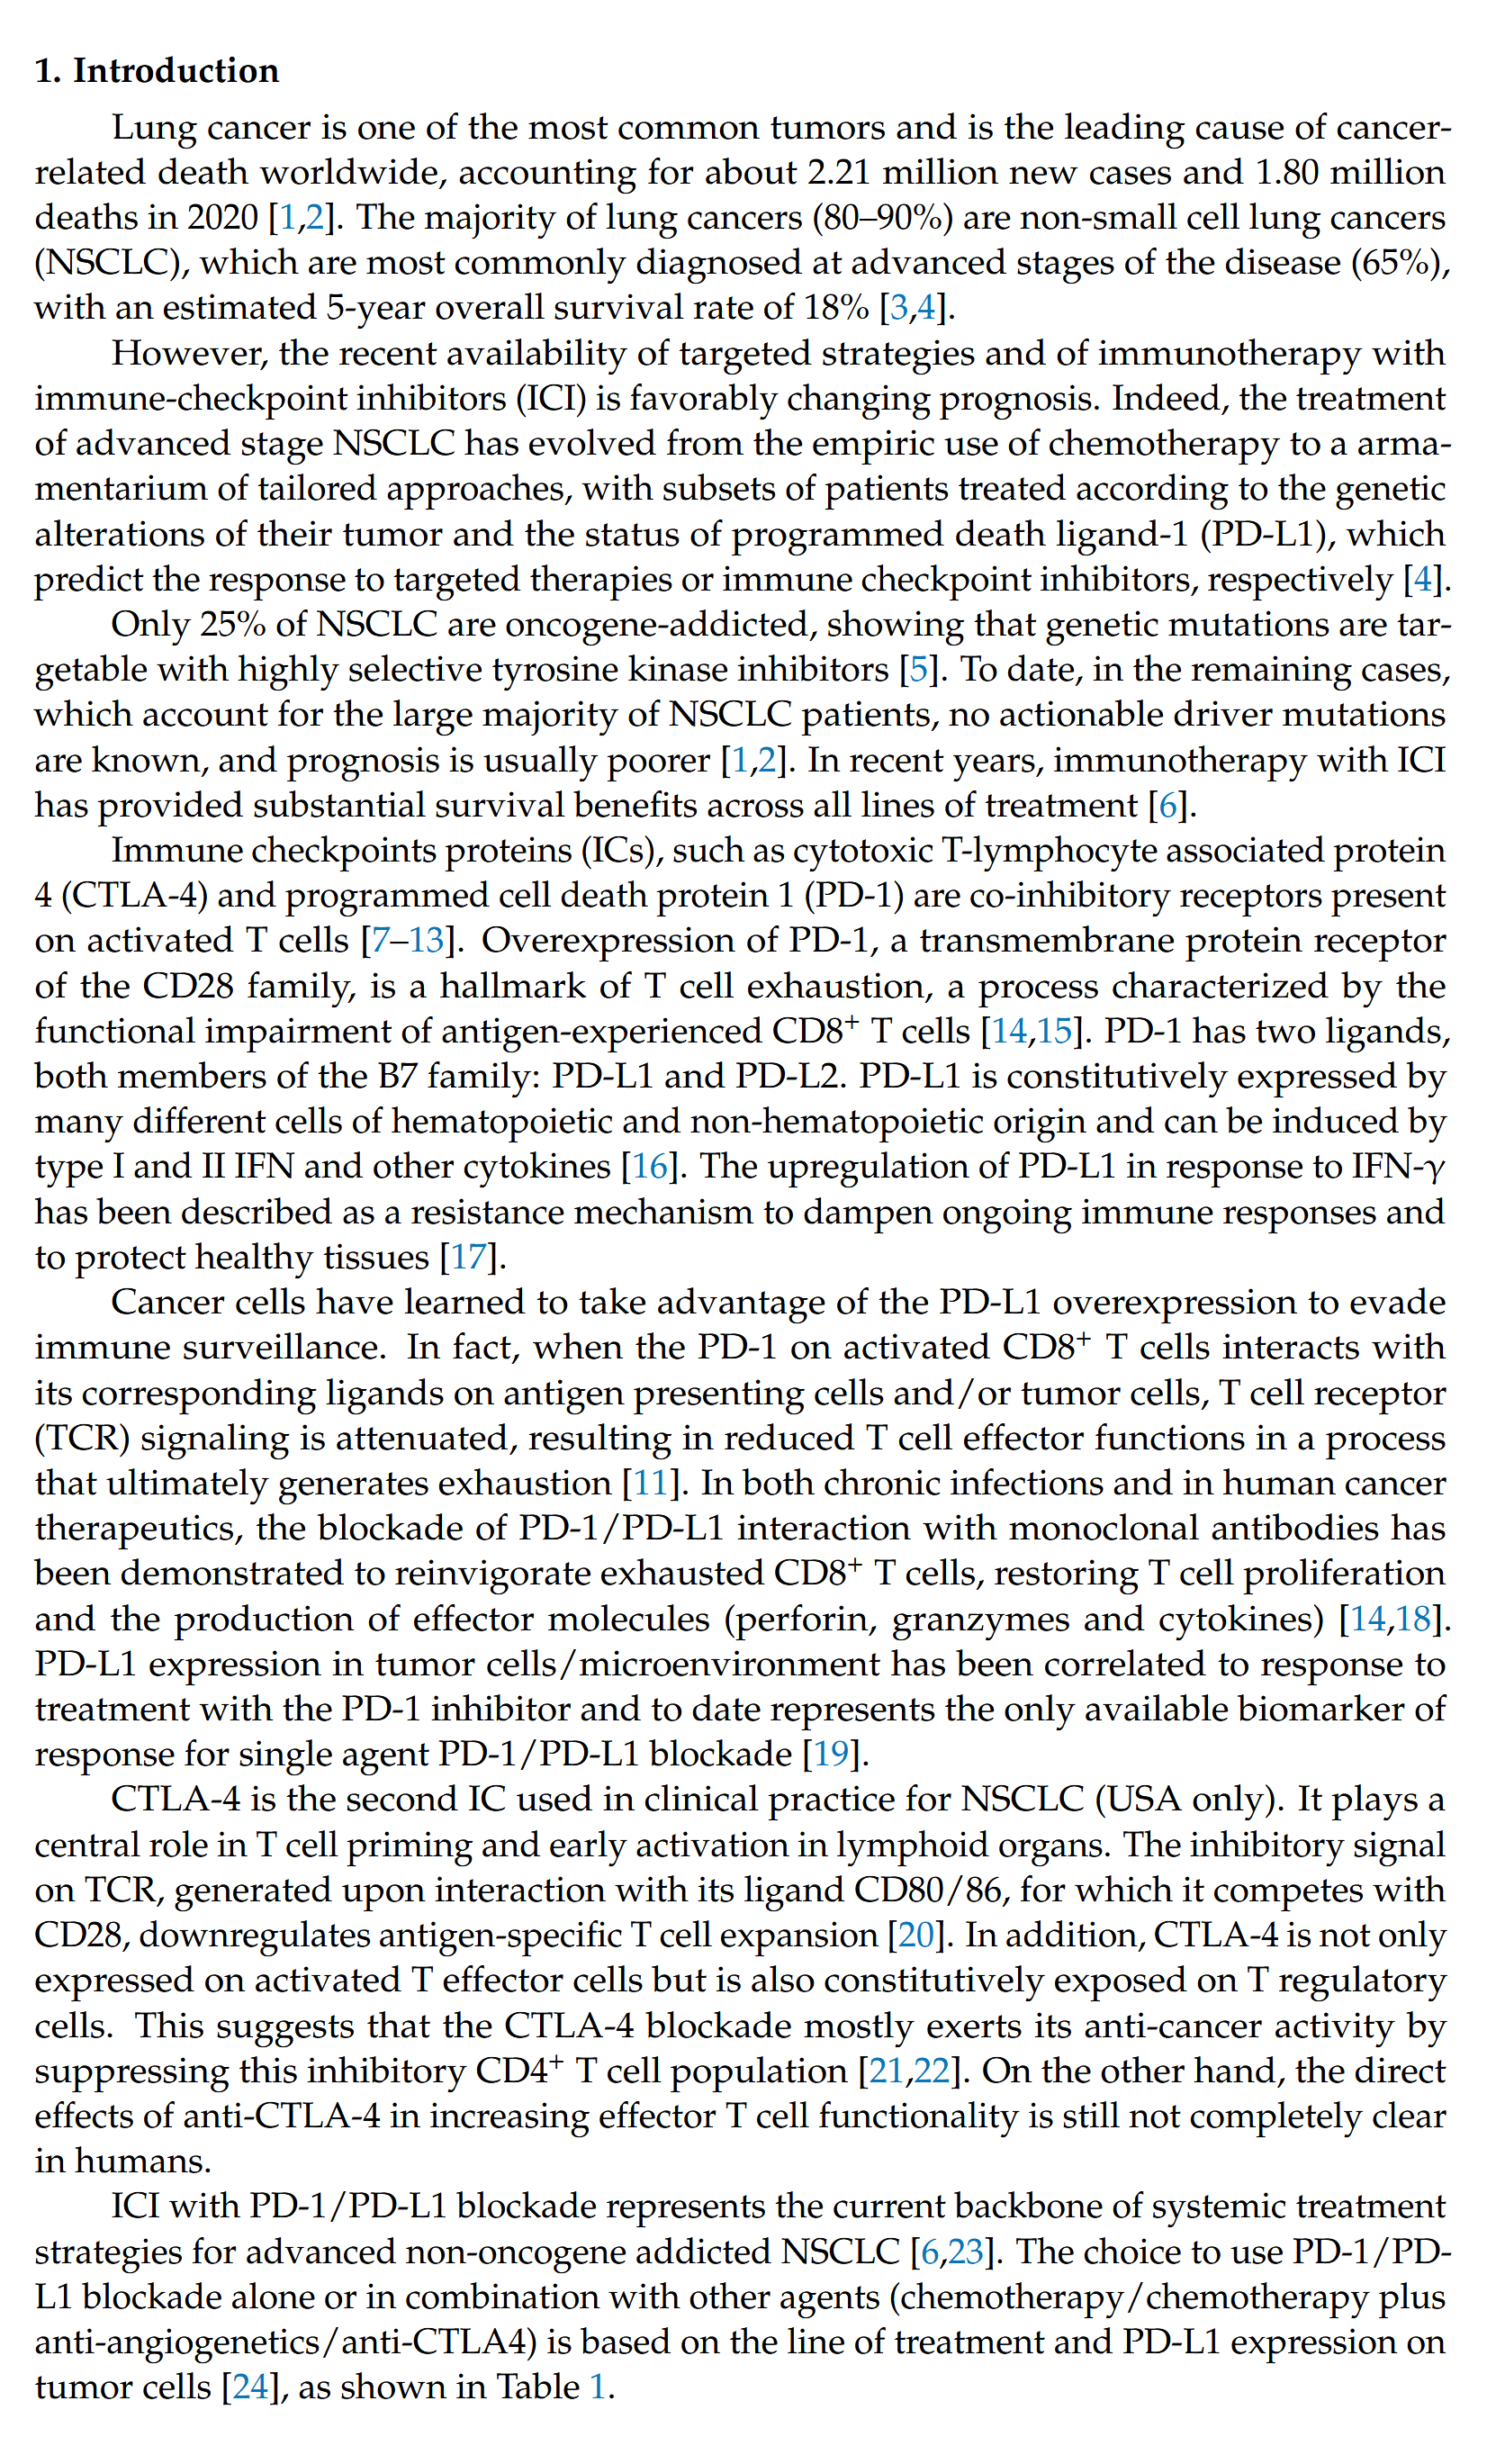 1. Introduction
Lung cancer is one of the most common tumors and is the leading cause of cancer-
related death worldwide, accounting for about 2.21 million new cases and 1.80 million
deaths in 2020 [1,2]. The majority of lung cancers (80–90%) are non-small cell lung cancers
(NSCLC), which are most commonly diagnosed at advanced stages of the disease (65%),
with an estimated 5-year overall survival rate of 18% [3,4].
However, the recent availability of targeted strategies and of immunotherapy with
immune-checkpoint inhibitors (ICI) is favorably changing prognosis. Indeed, the treatment
of advanced stage NSCLC has evolved from the empiric use of chemotherapy to a arma-
mentarium of tailored approaches, with subsets of patients treated according to the genetic
alterations of their tumor and the status of programmed death ligand-1 (PD-L1), which
predict the response to targeted therapies or immune checkpoint inhibitors, respectively [4].
Only 25% of NSCLC are oncogene-addicted, showing that genetic mutations are tar-
getable with highly selective tyrosine kinase inhibitors [5]. To date, in the remaining cases,
which account for the large majority of NSCLC patients, no actionable driver mutations
are known, and prognosis is usually poorer [1,2]. In recent years, immunotherapy with ICI
has provided substantial survival benefits across all lines of treatment [6].
Immune checkpoints proteins (ICs), such as cytotoxic T-lymphocyte associated protein
4 (CTLA-4) and programmed cell death protein 1 (PD-1) are co-inhibitory receptors present
on activated T cells [7–13]. Overexpression of PD-1, a transmembrane protein receptor
of the CD28 family, is a hallmark of T cell exhaustion, a process characterized by the
functional impairment of antigen-experienced CD8⁺ T cells [14,15]. PD-1 has two ligands,
both members of the B7 family: PD-L1 and PD-L2. PD-L1 is constitutively expressed by
many different cells of hematopoietic and non-hematopoietic origin and can be induced by
type I and II IFN and other cytokines [16]. The upregulation of PD-L1 in response to IFN-γ
has been described as a resistance mechanism to dampen ongoing immune responses and
to protect healthy tissues [17].
Cancer cells have learned to take advantage of the PD-L1 overexpression to evade
immune surveillance. In fact, when the PD-1 on activated CD8⁺ T cells interacts with
its corresponding ligands on antigen presenting cells and/or tumor cells, T cell receptor
(TCR) signaling is attenuated, resulting in reduced T cell effector functions in a process
that ultimately generates exhaustion [11]. In both chronic infections and in human cancer
therapeutics, the blockade of PD-1/PD-L1 interaction with monoclonal antibodies has
been demonstrated to reinvigorate exhausted CD8⁺ T cells, restoring T cell proliferation
and the production of effector molecules (perforin, granzymes and cytokines) [14,18].
PD-L1 expression in tumor cells/microenvironment has been correlated to response to
treatment with the PD-1 inhibitor and to date represents the only available biomarker of
response for single agent PD-1/PD-L1 blockade [19].
CTLA-4 is the second IC used in clinical practice for NSCLC (USA only). It plays a
central role in T cell priming and early activation in lymphoid organs. The inhibitory signal
on TCR, generated upon interaction with its ligand CD80/86, for which it competes with
CD28, downregulates antigen-specific T cell expansion [20]. In addition, CTLA-4 is not only
expressed on activated T effector cells but is also constitutively exposed on T regulatory
cells. This suggests that the CTLA-4 blockade mostly exerts its anti-cancer activity by
suppressing this inhibitory CD4⁺ T cell population [21,22]. On the other hand, the direct
effects of anti-CTLA-4 in increasing effector T cell functionality is still not completely clear
in humans.
ICI with PD-1/PD-L1 blockade represents the current backbone of systemic treatment
strategies for advanced non-oncogene addicted NSCLC [6,23]. The choice to use PD-1/PD-
L1 blockade alone or in combination with other agents (chemotherapy/chemotherapy plus
anti-angiogenetics/anti-CTLA4) is based on the line of treatment and PD-L1 expression on
tumor cells [24], as shown in Table 1.